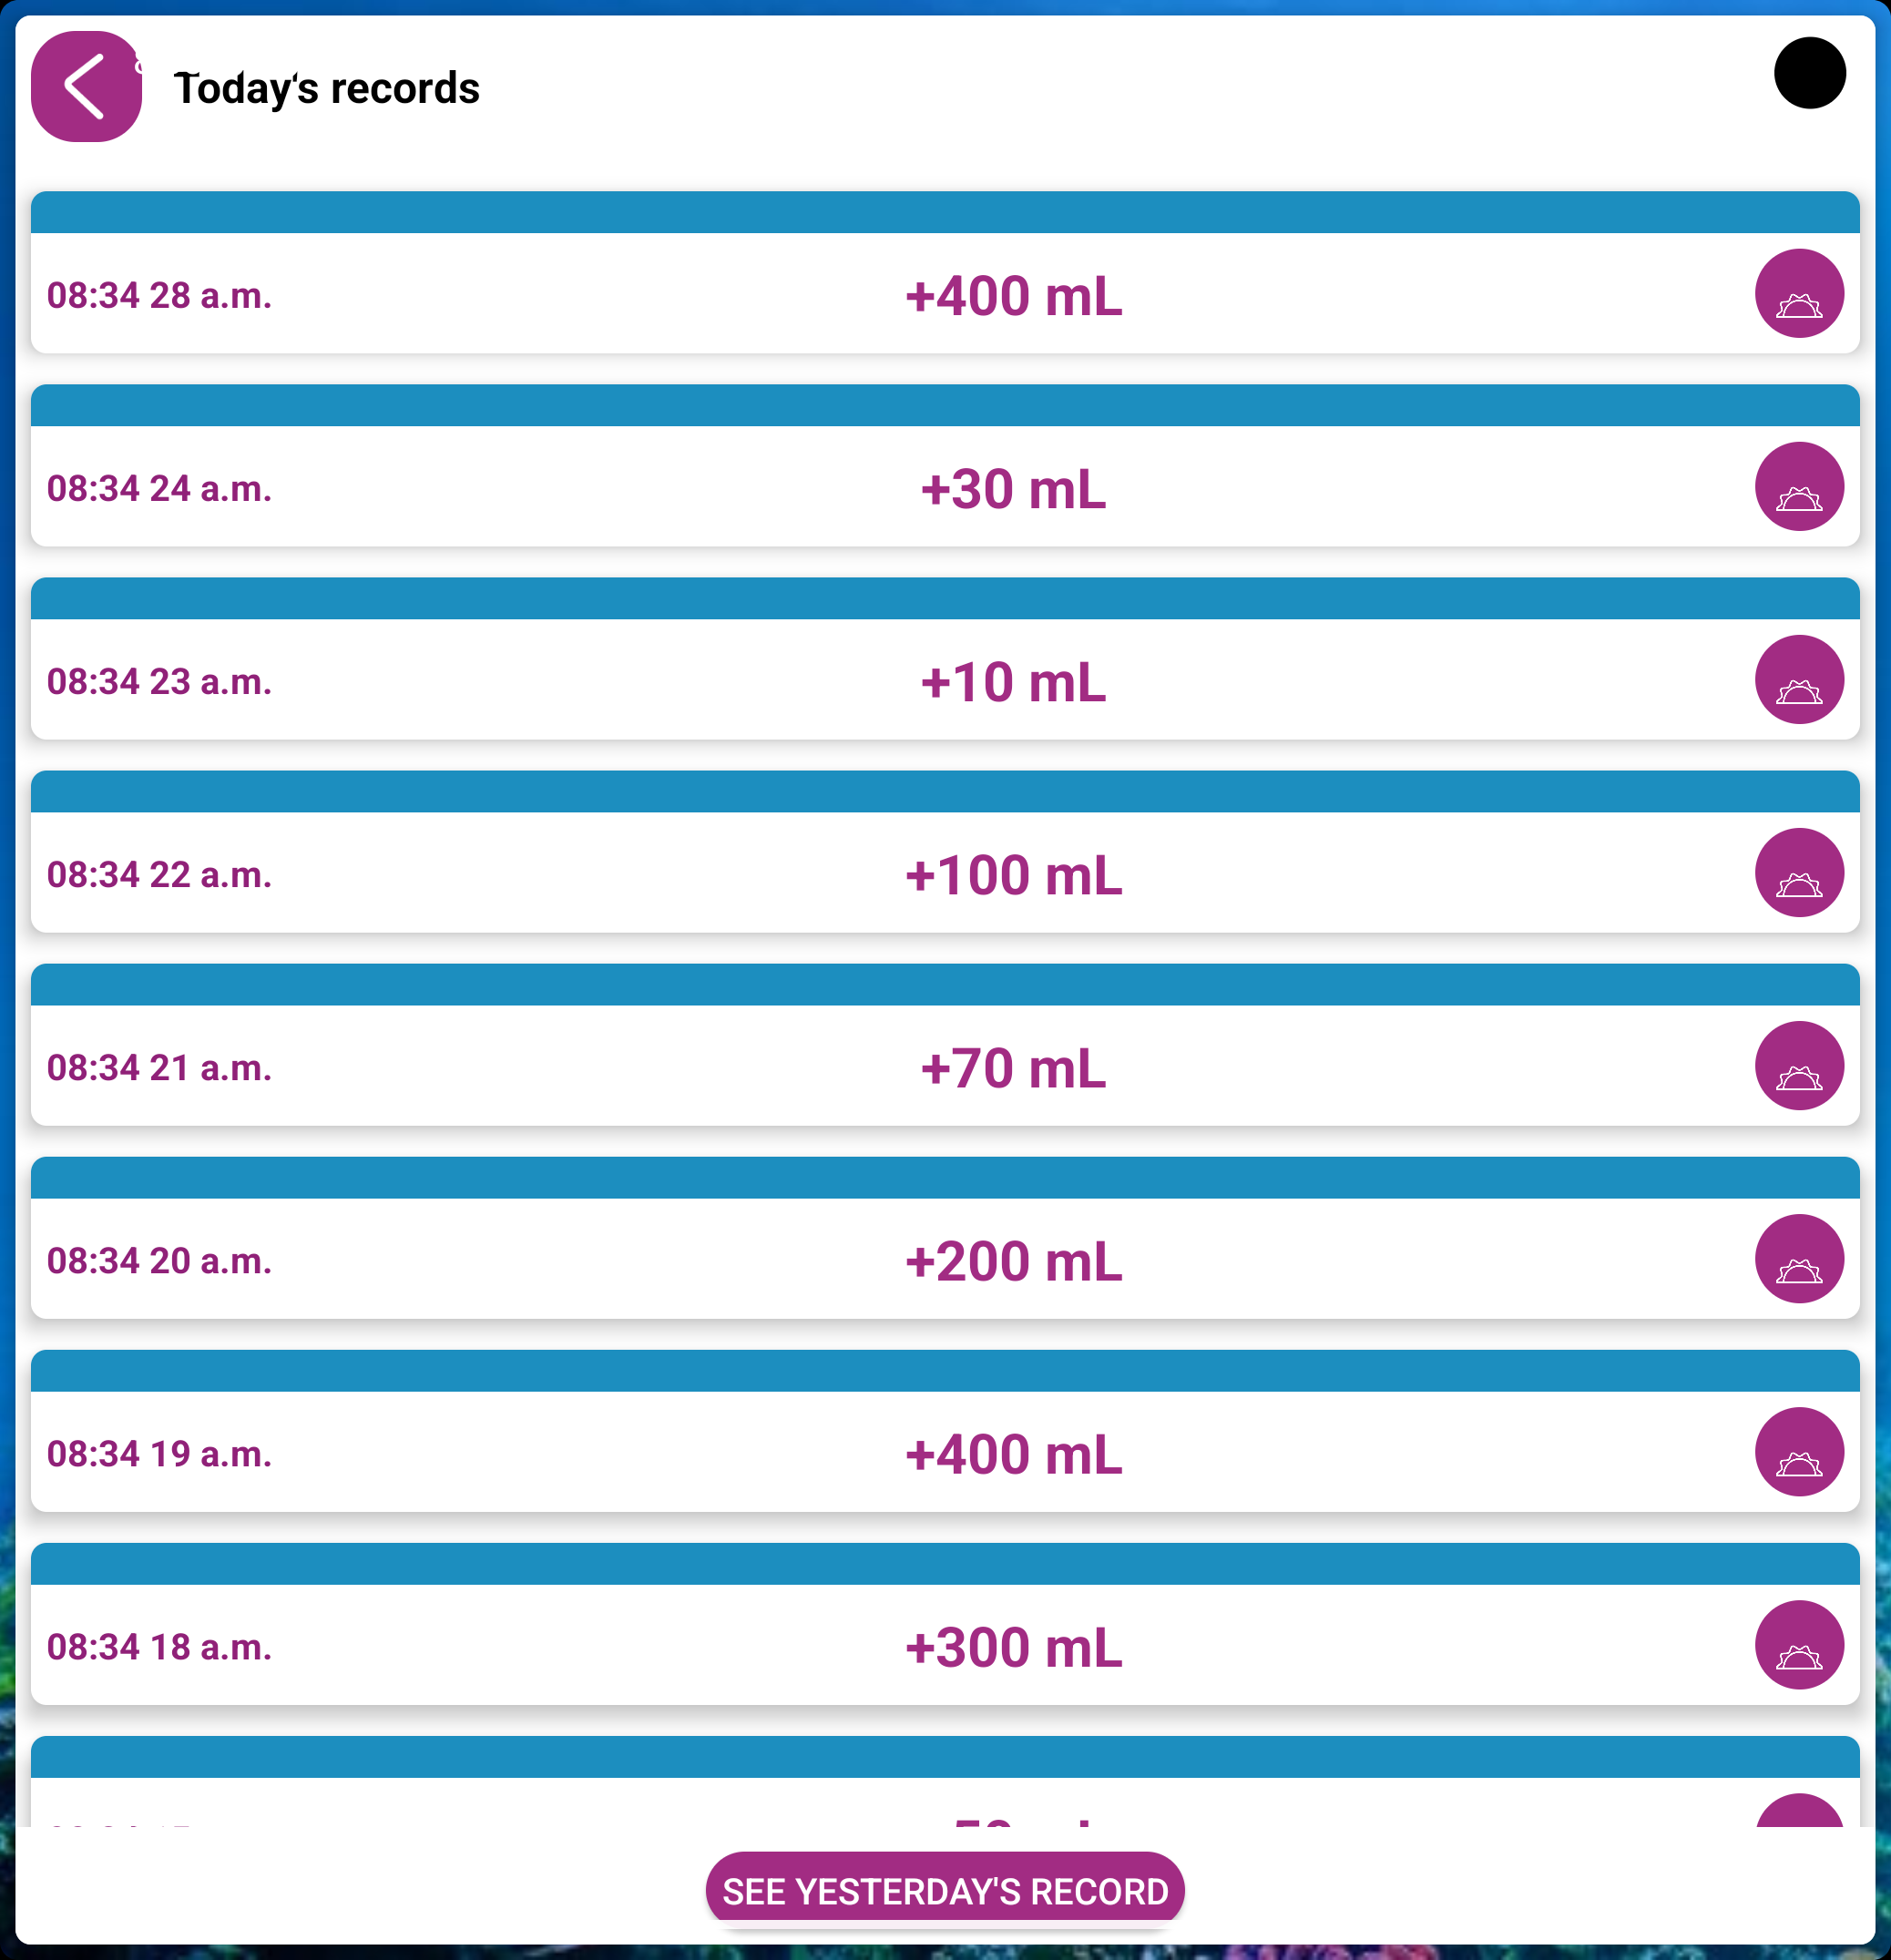 Today's records
08:34 28 a.m.
+400 mL
08:34 24 a.m.
+30 mL
08:34 23 a.m.
+10 mL
08:34 22 a.m.
+100 mL
08:34 21 a.m.
+70 mL
08:34 20 a.m.
+200 mL
08:34 19 a.m.
+400 mL
08:34 18 a.m.
+300 mL
SEE YESTERDAY'S RECORD